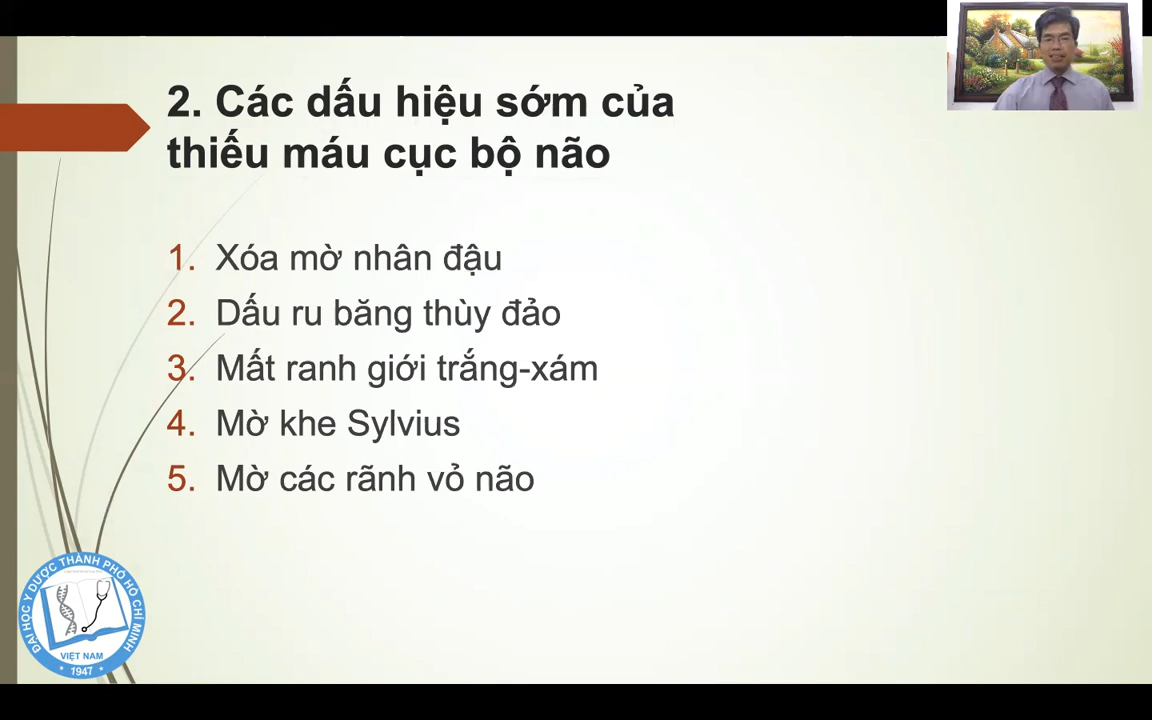 2. Các dấu hiệu sớm của
thiếu máu cục bộ não
1. Xóa mờ nhân đậu
2. Dấu ru băng thùy đảo
3. Mất ranh giới trắng-xám
4. Mờ khe Sylvius
5. Mờ các rãnh vỏ não
ĐẠI HỌC Y DƯỢC THÀNH PHỐ HỒ CHÍ MINH
VIỆT NAM
1947